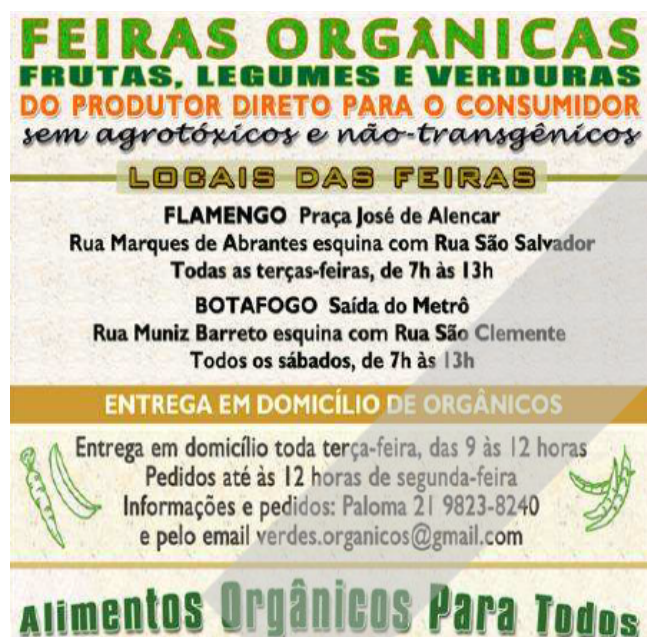 FEIRAS ORGÂNICAS
FRUTAS, LEGUMES E VERDURAS
DO PRODUTOR DIRETO PARA O CONSUMIDOR
sem agrotóxicos e não-transgênicos
LOCAIS DAS FEIRAS
FLAMENGO Praça José de Alencar
Rua Marques de Abrantes esquina com Rua São Salvador
Todas as terças-feiras, de 7h às 13h
BOTAFOGO Saída do Metrô
Rua Muniz Barreto esquina com Rua São Clemente
Todos os sábados, de 7h às 13h
ENTREGA EM DOMICÍLIO DE ORGÂNICOS
Entrega em domicílio toda terça-feira, das 9 às 12 horas
Pedidos até às 12 horas de segunda-feira
Informações e pedidos: Paloma 21 9823-8240
e pelo email verdes.organicos@gmail.com
Alimentos Orgânicos Para Todos